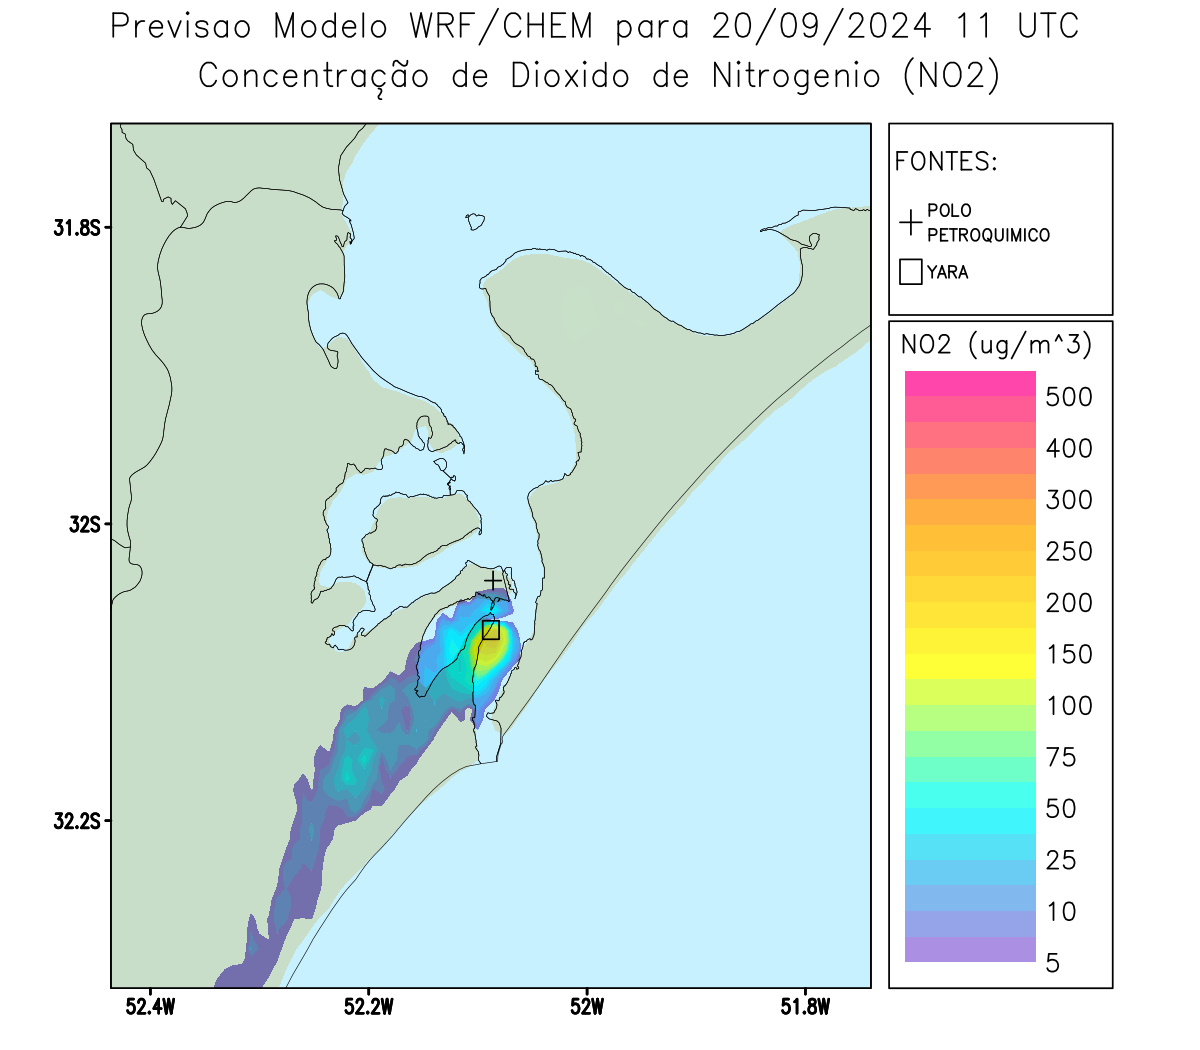 Previsao Modelo WRF/CHEM para 20/09/2024 11 UTC
Concentração de Dioxido de Nitrogenio (NO2)
FONTES:
POLO
PETROQUIMICO
YARA
31.8S
32S
32.2S
52.4W
52.2W
52W
51.8W
NO2 (ug/m^3)
500
400
300
250
200
150
100
75
50
25
10
5